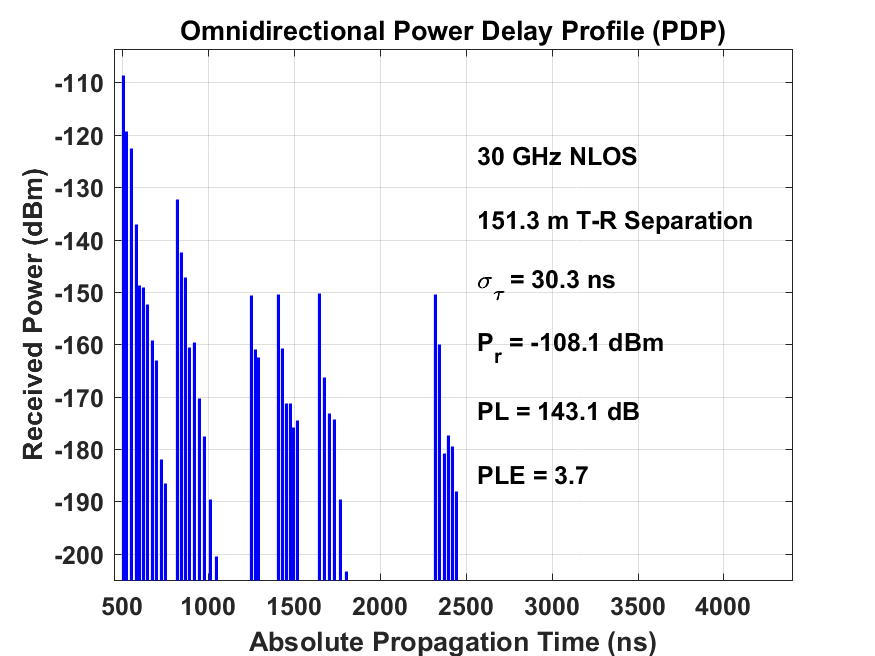 Omnidirectional Power Delay Profile (PDP)
Received Power (dBm)
-110
-120
-130
-140
-150
-160
-170
-180
-190
-200
30 GHz NLOS
151.3 m T-R Separation
σ_τ = 30.3 ns
P_r = -108.1 dBm
PL = 143.1 dB
PLE = 3.7
500 1000 1500 2000 2500 3000 3500 4000
Absolute Propagation Time (ns)